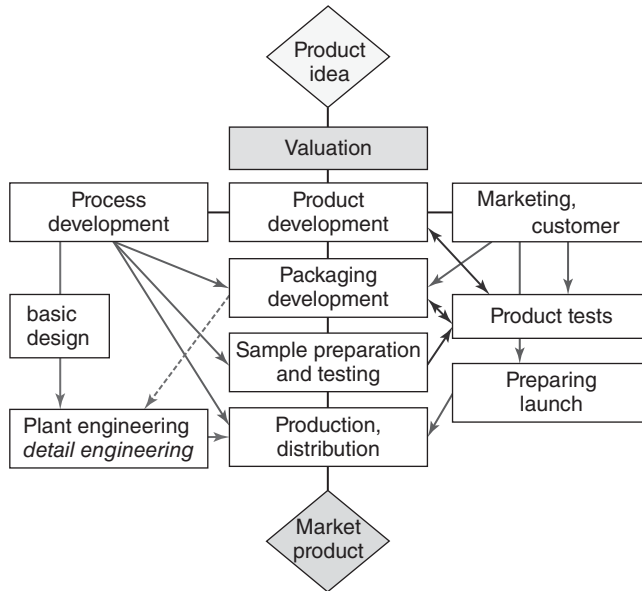 Product
idea
Valuation
Process
development
Product
development
Marketing,
customer
Packaging
development
basic
design
Product tests
Sample preparation
and testing
Preparing
launch
Plant engineering
detail engineering
Production,
distribution
Market
product